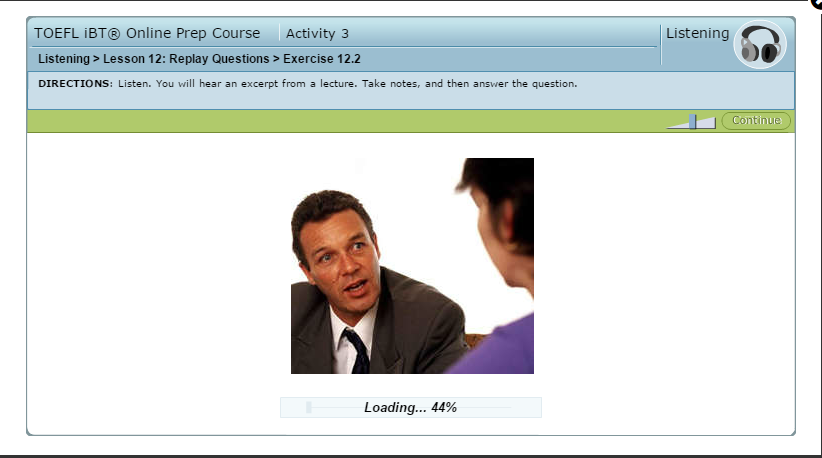 TOEFL iBT® Online Prep Course Activity 3 Listening
Listening > Lesson 12: Replay Questions > Exercise 12.2
DIRECTIONS: Listen. You will hear an excerpt from a lecture. Take notes, and then answer the question.
Continue
Loading... 44%